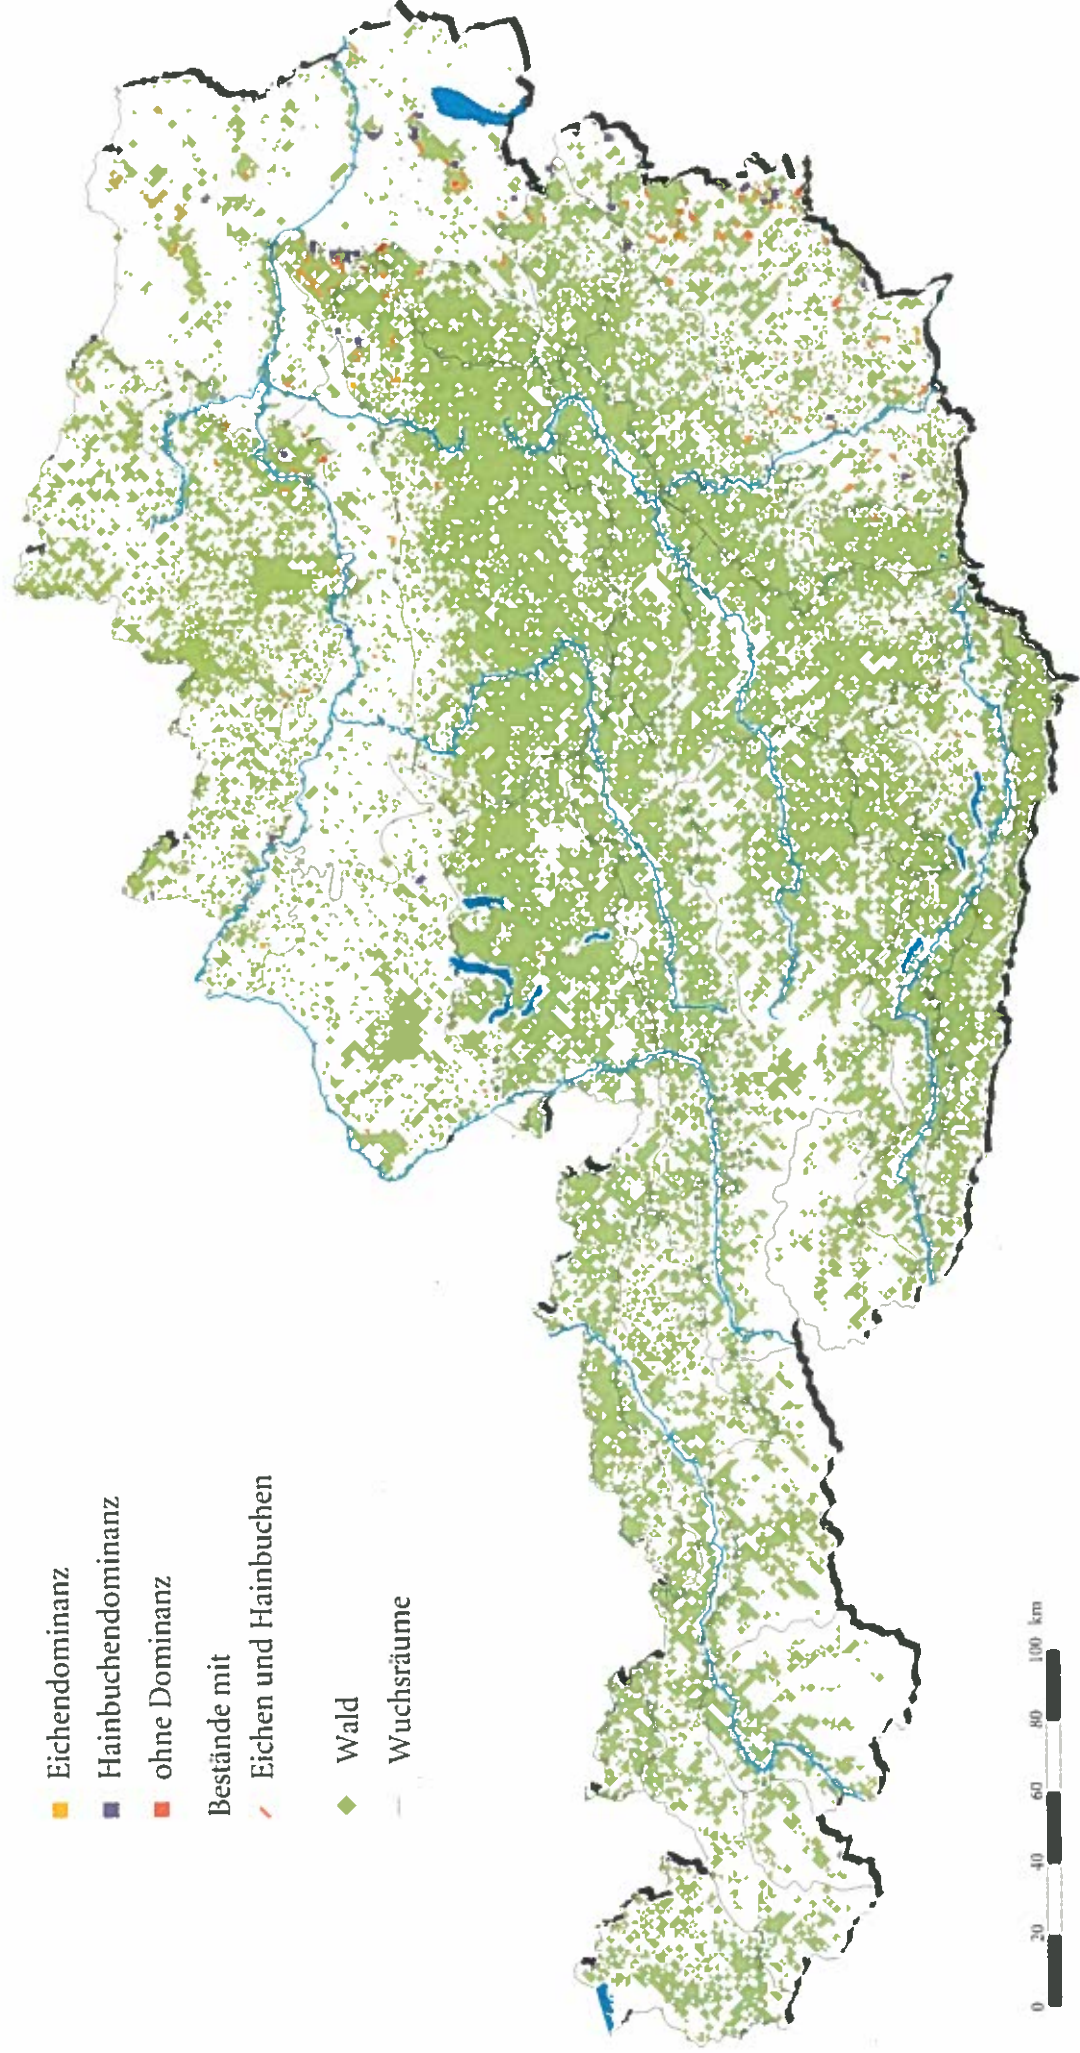 Eichendominanz
Hainbuchendominanz
ohne Dominanz
Bestände mit
Eichen und Hainbuchen
Wald
Wuchsräume
0 20 40 60 80 100 km